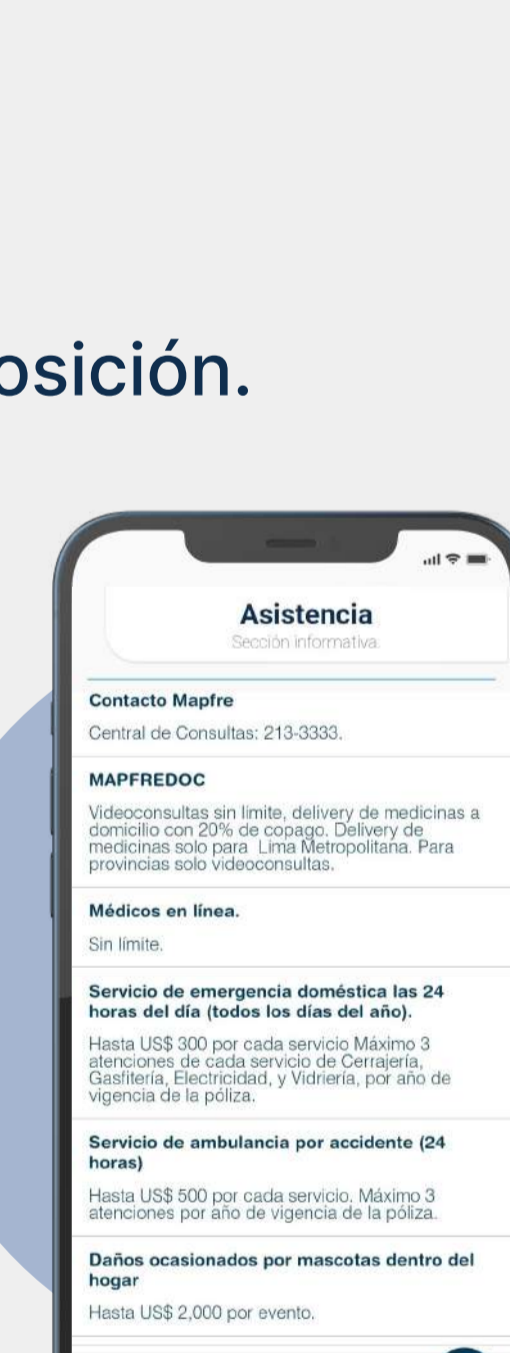 osición.
Asistencia
Sección informativa.
Contacto Mapfre
Central de Consultas: 213-3333.
MAPFREDOC
Videoconsultas sin limite, delivery de medicinas a
domicilio con 20% de copago. Delivery de
medicinas solo para Lima Metropolitana. Para
provincias solo videoconsultas.
Médicos en línea.
Sin límite.
Servicio de emergencia doméstica las 24
horas del día (todos los días del año).
Hasta US$ 300 por cada servicio Máximo 3
atenciones de cada servicio de Cerrajería,
Gasfitería, Electricidad, y Vidriería, por año de
vigencia de la póliza.
Servicio de ambulancia por accidente (24
horas)
Hasta US$ 500 por cada servicio. Máximo 3
atenciones por año de vigencia de la póliza.
Daños ocasionados por mascotas dentro del
hogar
Hasta US$ 2,000 por evento.